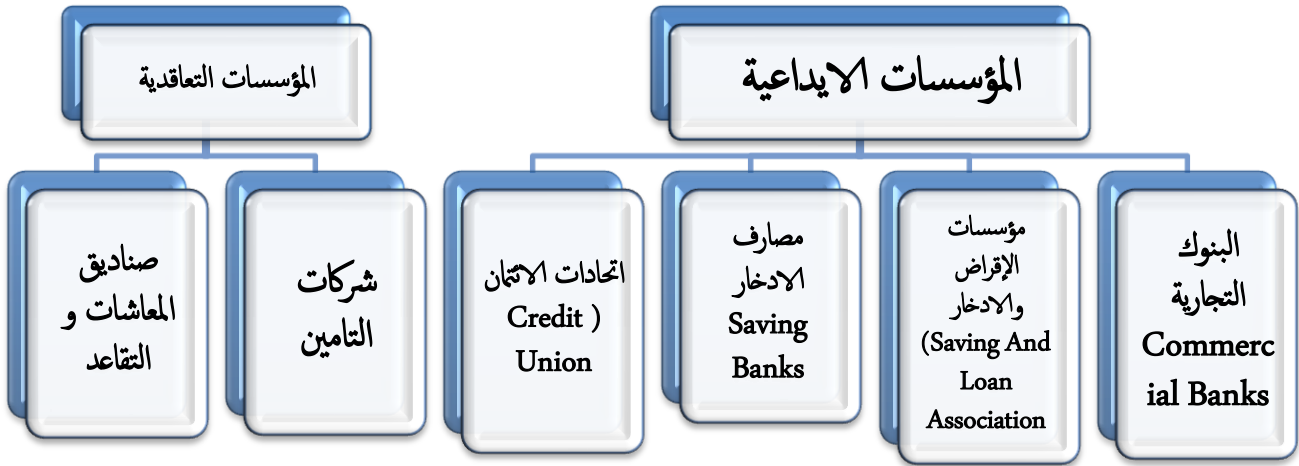 المؤسسات الايداعية
البنوك
التجارية
Commerc
ial Banks
مؤسسات
الإقراض
والادخار
(Saving And
Loan
Association
مصارف
الادخار
Saving
Banks
اتحادات الائتمان
Credit )
Union
المؤسسات التعاقدية
شركات
التامين
صناديق
المعاشات و
التقاعد